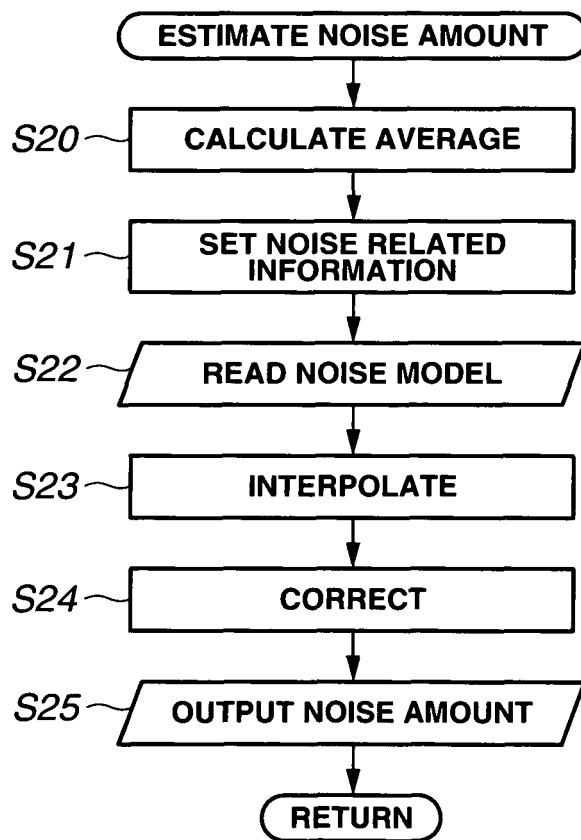 ESTIMATE NOISE AMOUNT
S20 CALCULATE AVERAGE
S21 SET NOISE RELATED
INFORMATION
S22 READ NOISE MODEL
S23 INTERPOLATE
S24 CORRECT
S25 OUTPUT NOISE AMOUNT
RETURN